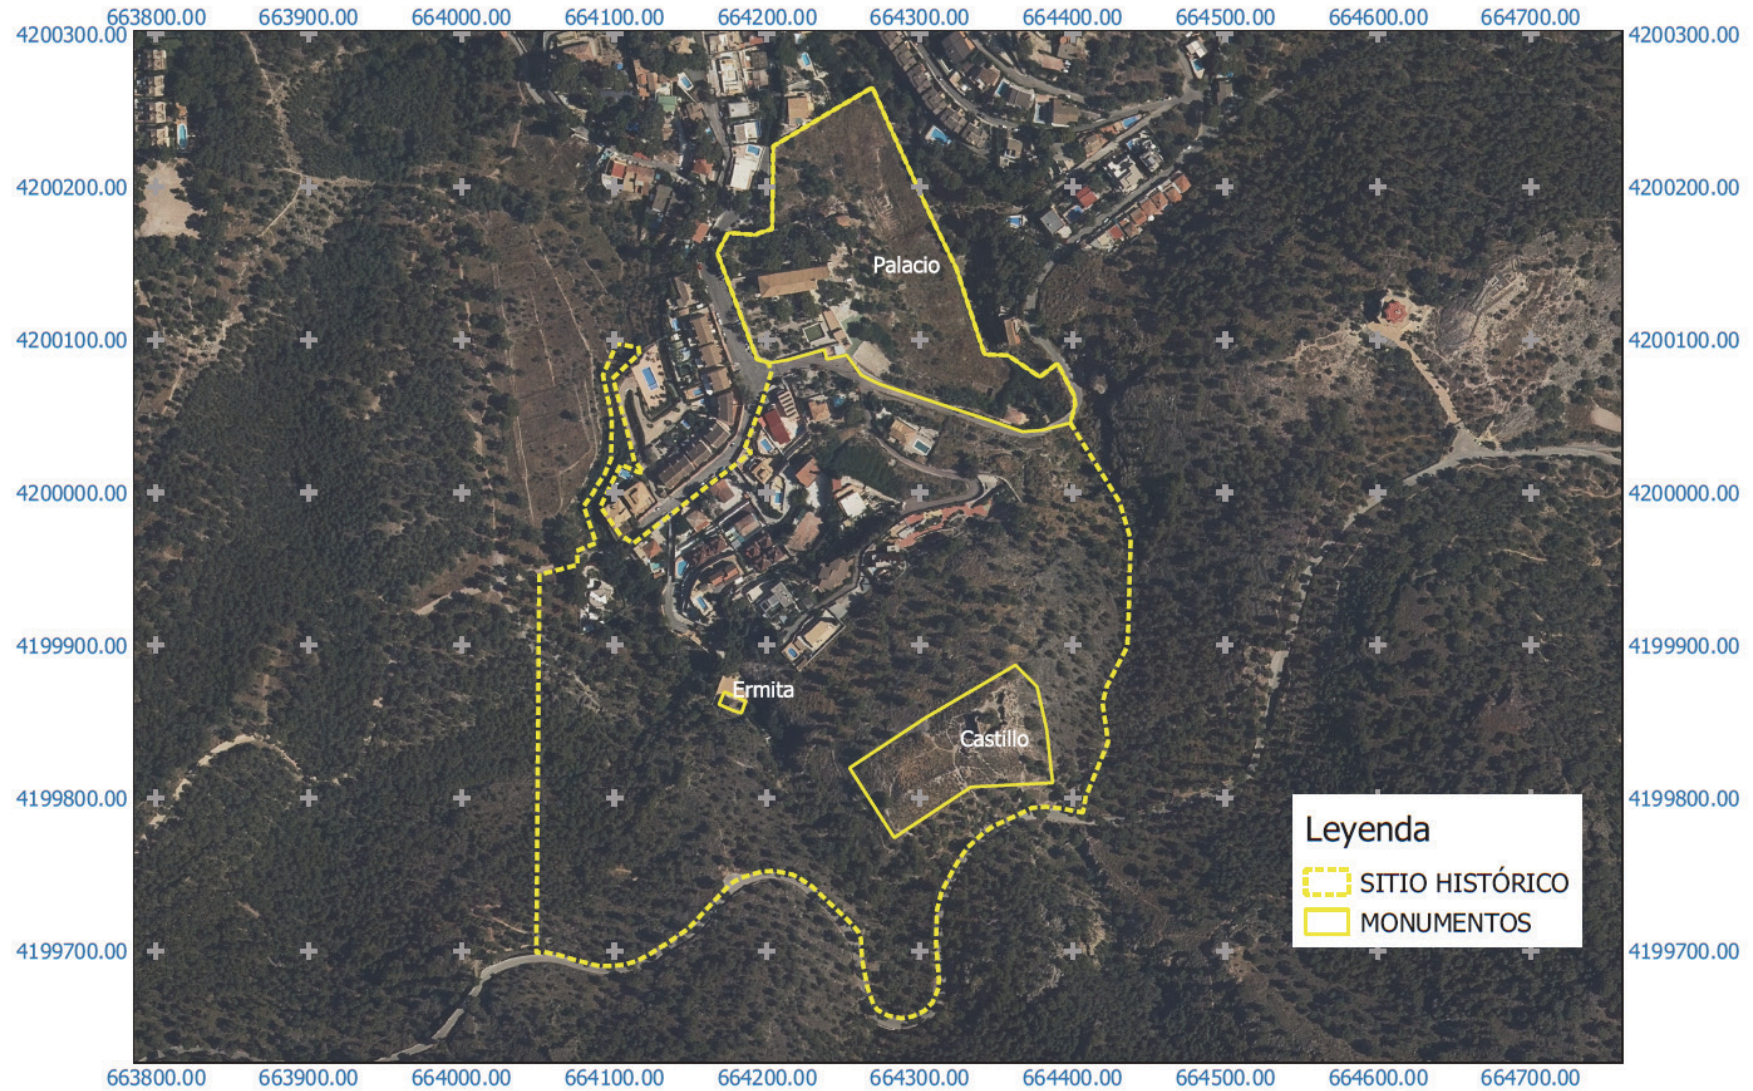 663800.00 663900.00 664000.00 664100.00 664200.00 664300.00 664400.00 664500.00 664600.00 664700.00
4200300.00 4200300.00
4200200.00 4200200.00
Palacio
4200100.00 4200100.00
4200000.00 4200000.00
4199900.00 4199900.00
Ermita
Castillo
4199800.00 4199800.00
Leyenda
SITIO HISTÓRICO
MONUMENTOS
4199700.00 4199700.00
663800.00 663900.00 664000.00 664100.00 664200.00 664300.00 664400.00 664500.00 664600.00 664700.00